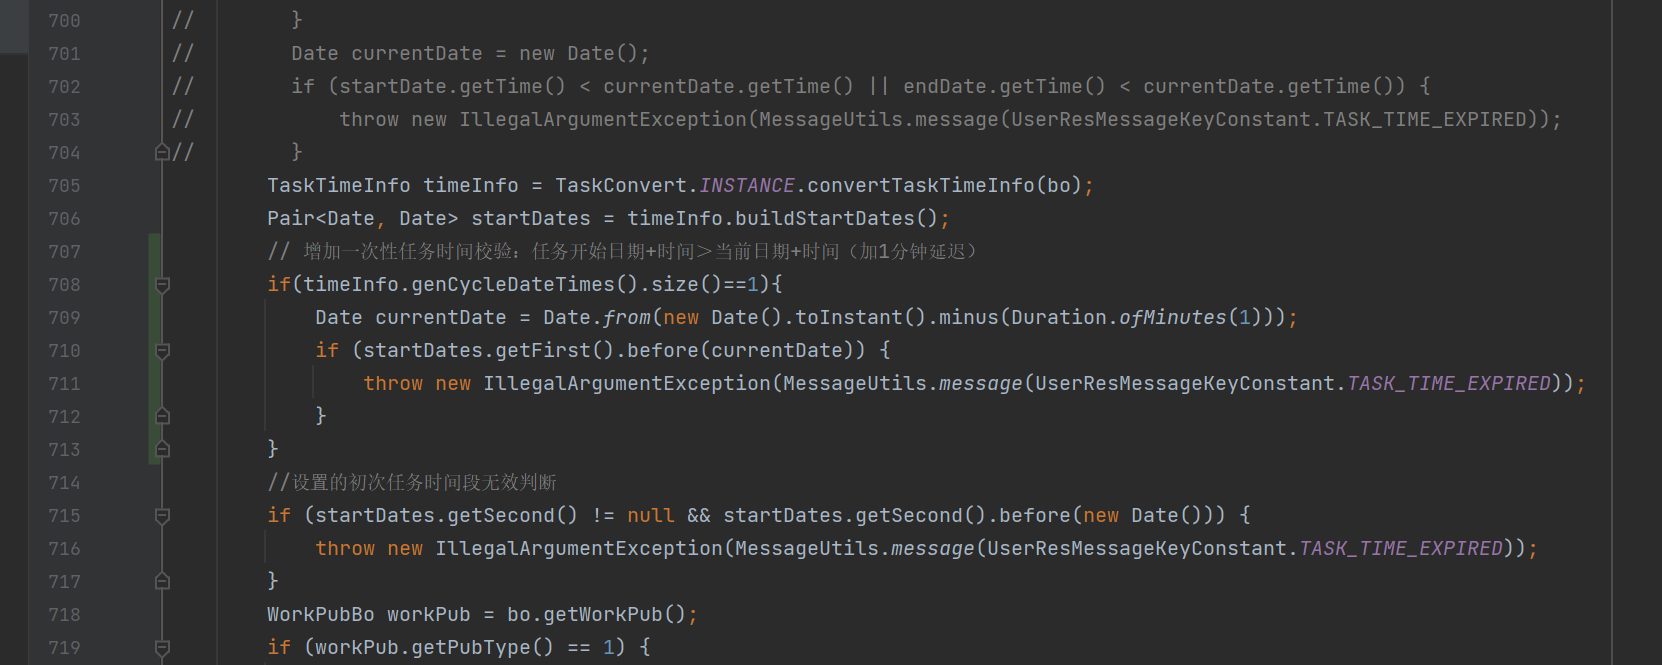 700 //        }
701 //        Date currentDate = new Date();
702 //        if (startDate.getTime() < currentDate.getTime() || endDate.getTime() < currentDate.getTime()) {
703 //            throw new IllegalArgumentException(MessageUtils.message(UserResMessageKeyConstant.TASK_TIME_EXPIRED));
704 //        }
705         TaskTimeInfo timeInfo = TaskConvert.INSTANCE.convertTaskTimeInfo(bo);
706         Pair<Date, Date> startDates = timeInfo.buildStartDates();
707         // 增加一次性任务时间校验：任务开始日期+时间＞当前日期+时间（加1分钟延迟）
708         if(timeInfo.genCycleDateTimes().size()==1){
709             Date currentDate = Date.from(new Date().toInstant().minus(Duration.ofMinutes(1)));
710             if (startDates.getFirst().before(currentDate)) {
711                 throw new IllegalArgumentException(MessageUtils.message(UserResMessageKeyConstant.TASK_TIME_EXPIRED));
712             }
713         }
714         //设置的初次任务时间段无效判断
715         if (startDates.getSecond() != null && startDates.getSecond().before(new Date())) {
716             throw new IllegalArgumentException(MessageUtils.message(UserResMessageKeyConstant.TASK_TIME_EXPIRED));
717         }
718         WorkPubBo workPub = bo.getWorkPub();
719         if (workPub.getPubType() == 1) {